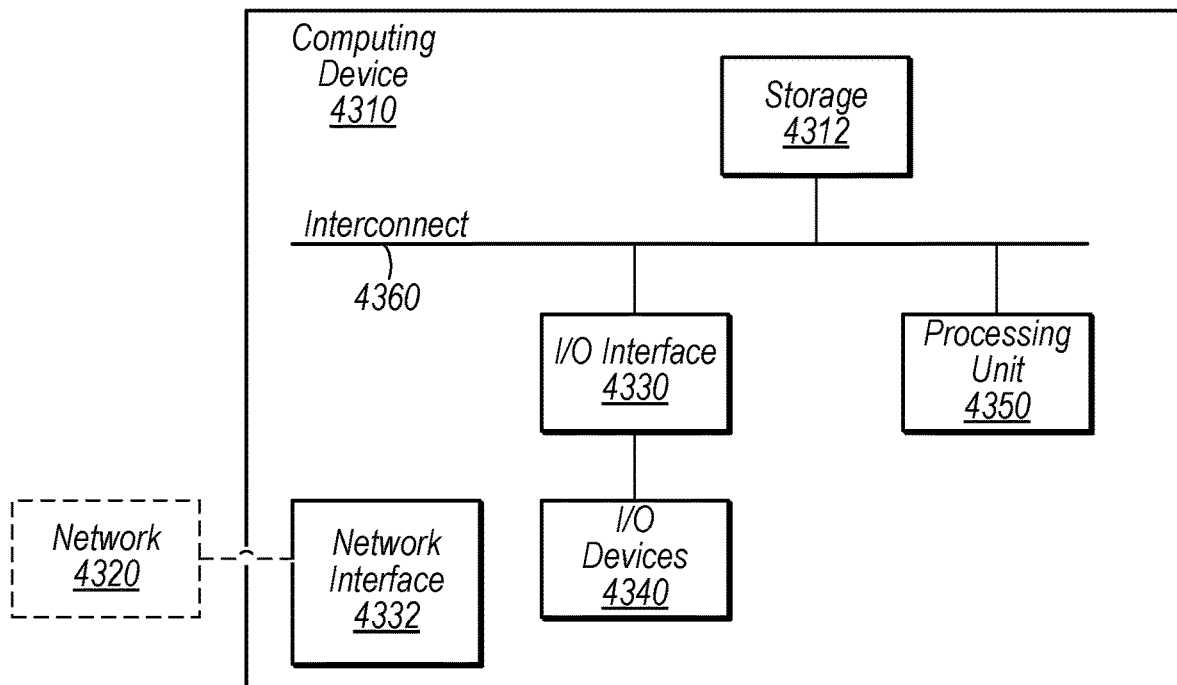 Computing
Device
4310
Storage
4312
Interconnect
4360
I/O Interface
4330
Processing
Unit
4350
Network
4320
Network
Interface
4332
I/O
Devices
4340